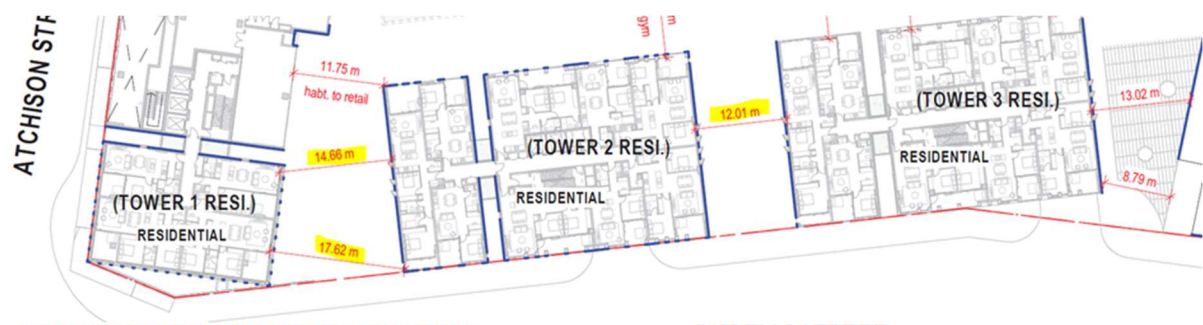 ATCHISON STR
11.75 m
habt. to retail
gym
m
14.66 m
12.01 m
13.02 m
(TOWER 3 RESI.)
(TOWER 2 RESI.)
RESIDENTIAL
8.79 m
(TOWER 1 RESI.)
RESIDENTIAL
RESIDENTIAL
17.62 m